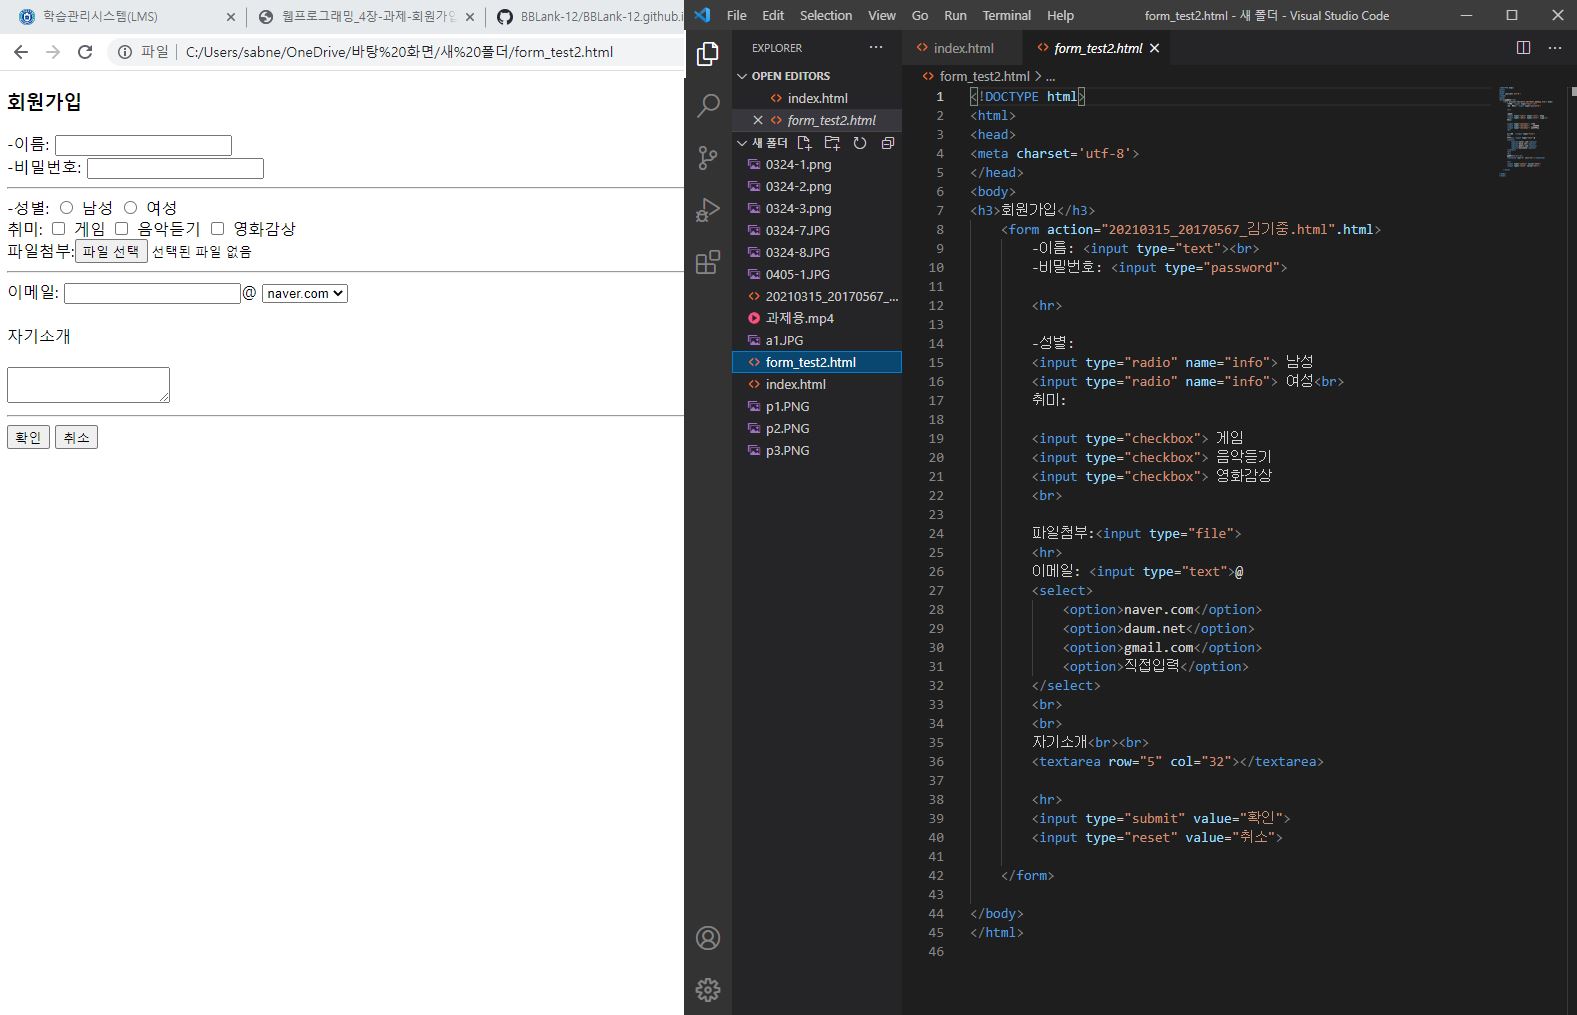 학습관리시스템(LMS)
웹프로그래밍_4장-과제-회원가입
BBLank-12/BBLank-12.github.i
파일 C:/Users/sabne/OneDrive/바탕%20화면/새%20폴더/form_test2.html
회원가입
-이름:
-비밀번호:
-성별: 남성 여성
취미: 게임 음악듣기 영화감상
파일첨부: 파일 선택 선택된 파일 없음
이메일: @ naver.com
자기소개
확인 취소
File Edit Selection View Go Run Terminal Help
form_test2.html - 새 폴더 - Visual Studio Code
EXPLORER
OPEN EDITORS
index.html
form_test2.html
새 폴더
0324-1.png
0324-2.png
0324-3.png
0324-7.JPG
0324-8.JPG
0405-1.JPG
20210315_20170567_...
과제용.mp4
a1.JPG
form_test2.html
index.html
p1.PNG
p2.PNG
p3.PNG
index.html form_test2.html
form_test2.html > ...
1 <!DOCTYPE html>
2 <html>
3 <head>
4 <meta charset='utf-8'>
5 </head>
6 <body>
7 <h3>회원가입</h3>
8 <form action="20210315_20170567_김기중.html".html>
9 -이름: <input type="text"><br>
10 -비밀번호: <input type="password">
11
12 <hr>
13
14 -성별:
15 <input type="radio" name="info"> 남성
16 <input type="radio" name="info"> 여성<br>
17 취미:
18
19 <input type="checkbox"> 게임
20 <input type="checkbox"> 음악듣기
21 <input type="checkbox"> 영화감상
22 <br>
23
24 파일첨부:<input type="file">
25 <hr>
26 이메일: <input type="text">@
27 <select>
28 <option>naver.com</option>
29 <option>daum.net</option>
30 <option>gmail.com</option>
31 <option>직접입력</option>
32 </select>
33 <br>
34 <br>
35 자기소개<br><br>
36 <textarea row="5" col="32"></textarea>
37
38 <hr>
39 <input type="submit" value="확인">
40 <input type="reset" value="취소">
41
42 </form>
43
44 </body>
45 </html>
46